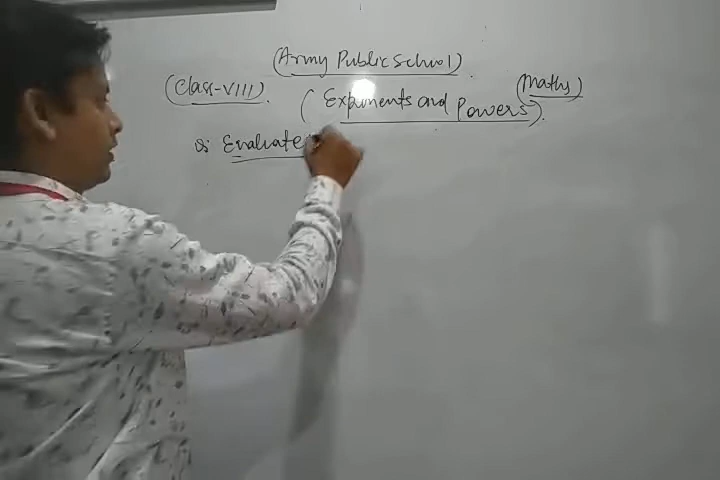 (Army Public School)
(Class-VIII) (Maths)
(Exponents and Powers).
Q: Evaluate